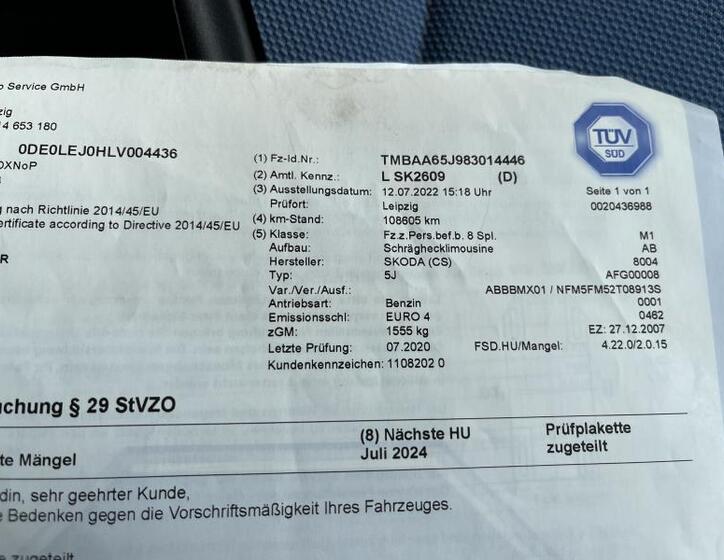 o Service GmbH
zig
4 653 180
0DE0LEJ0HLV004436
OXNoP
g nach Richtlinie 2014/45/EU
ertificate according to Directive 2014/45/EU
R
TÜV
SÜD
(1) Fz-Id.Nr.: TMBAA65J983014446
(2) Amtl. Kennz.: L SK2609 (D)
(3) Ausstellungsdatum: 12.07.2022 15:18 Uhr Seite 1 von 1
Prüfort: Leipzig 0020436988
(4) km-Stand: 108605 km
(5) Klasse: Fz.z.Pers.bef.b. 8 Spl. M1
Aufbau: Schräghecklimousine AB
Hersteller: SKODA (CS) 8004
Typ: 5J AFG00008
Var./Ver./Ausf.: ABBBMX01 / NFM5FM52T08913S
Antriebsart: Benzin 0001
Emissionsschl: EURO 4 0462
zGM: 1555 kg EZ: 27.12.2007
Letzte Prüfung: 07.2020 FSD.HU/Mangel: 4.22.0/2.0.15
Kundenkennzeichen: 1108202 0
chung § 29 StVZO
te Mängel
(8) Nächste HU
Juli 2024
Prüfplakette
zugeteilt
din, sehr geehrter Kunde,
e Bedenken gegen die Vorschriftsmäßigkeit Ihres Fahrzeuges.